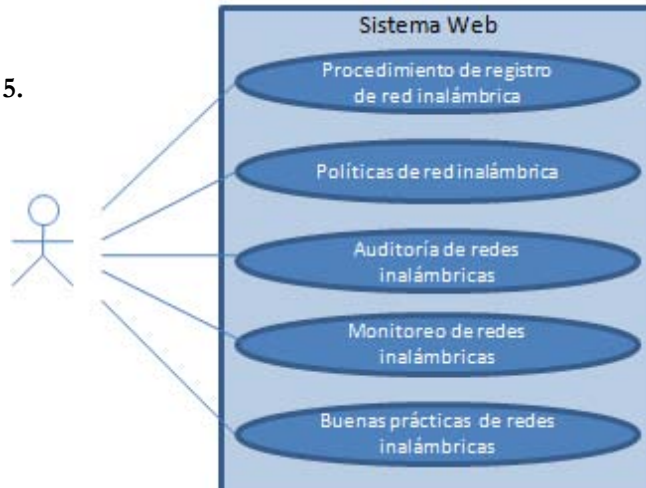 Sistema Web
5.
Procedimiento de registro
de red inalámbrica
Políticas de red inalámbrica
Auditoría de redes
inalámbricas
Monitoreo de redes
inalámbricas
Buenas prácticas de redes
inalámbricas